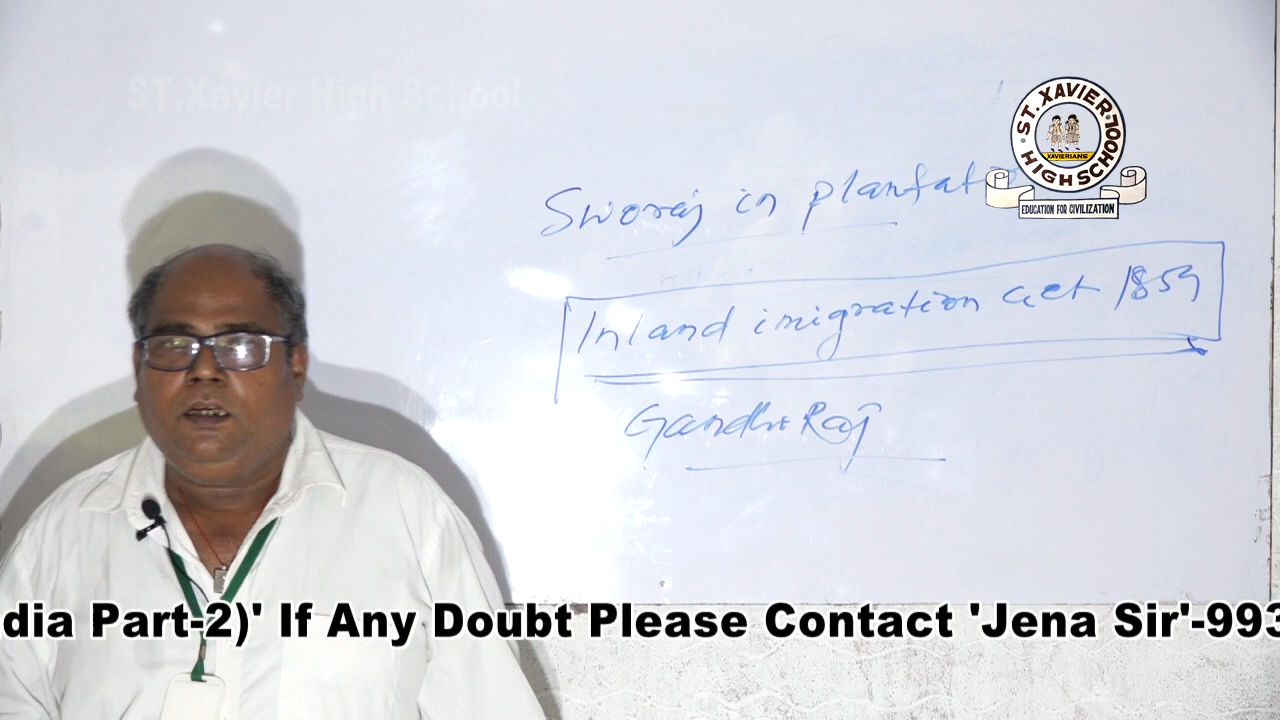 ST.Xavier High School
ST. XAVIER
HIGH SCHOOL
XAVIERIANS
EDUCATION FOR CIVILIZATION
Sworaj in plantat
Inland imigration act 1859
Gandhi Raj
dia Part-2)' If Any Doubt Please Contact 'Jena Sir'-993